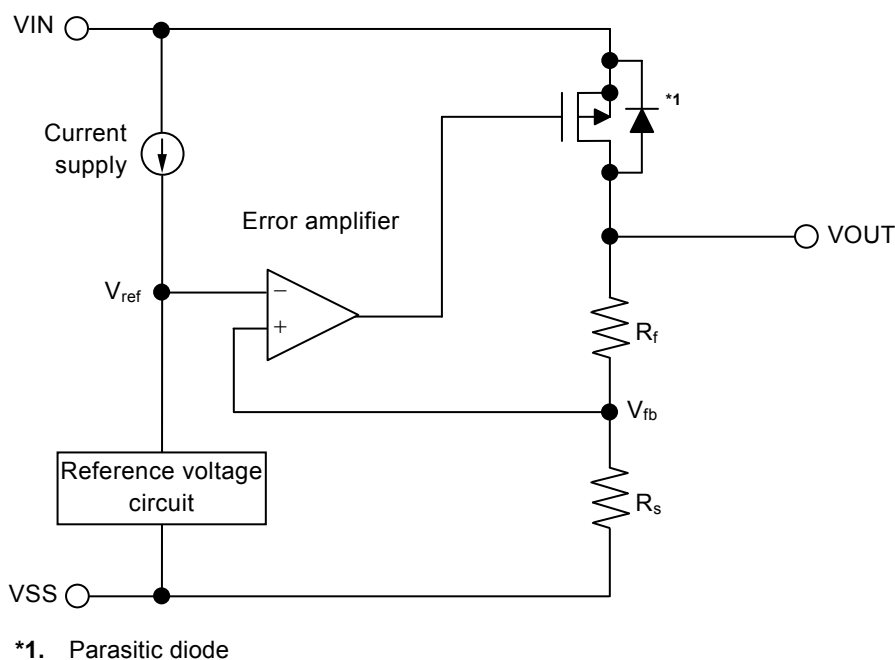 VIN
*1
Current
supply
Error amplifier
VOUT
Vref
−
+
Rf
Vfb
Reference voltage
circuit
Rs
VSS
*1. Parasitic diode